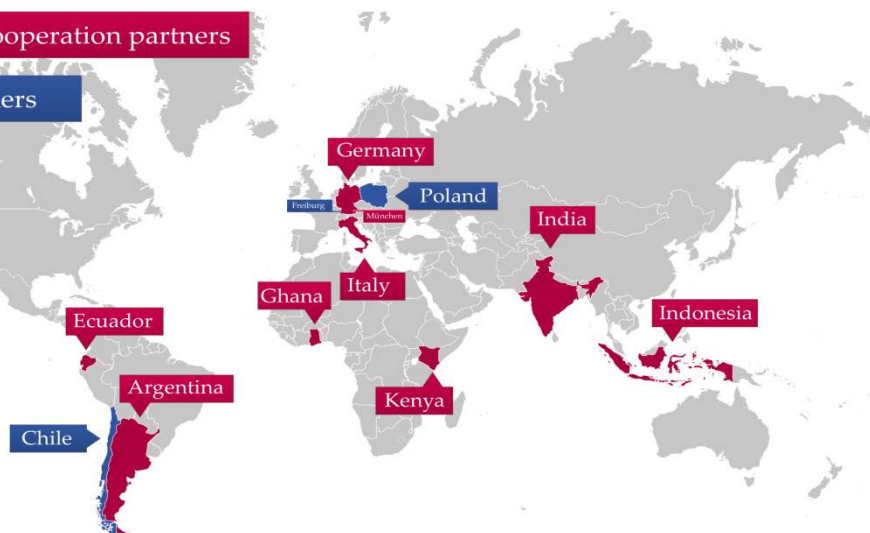 ooperation partners
ers
Germany
Freiburg
Poland
München
India
Italy
Ghana
Indonesia
Ecuador
Argentina
Kenya
Chile